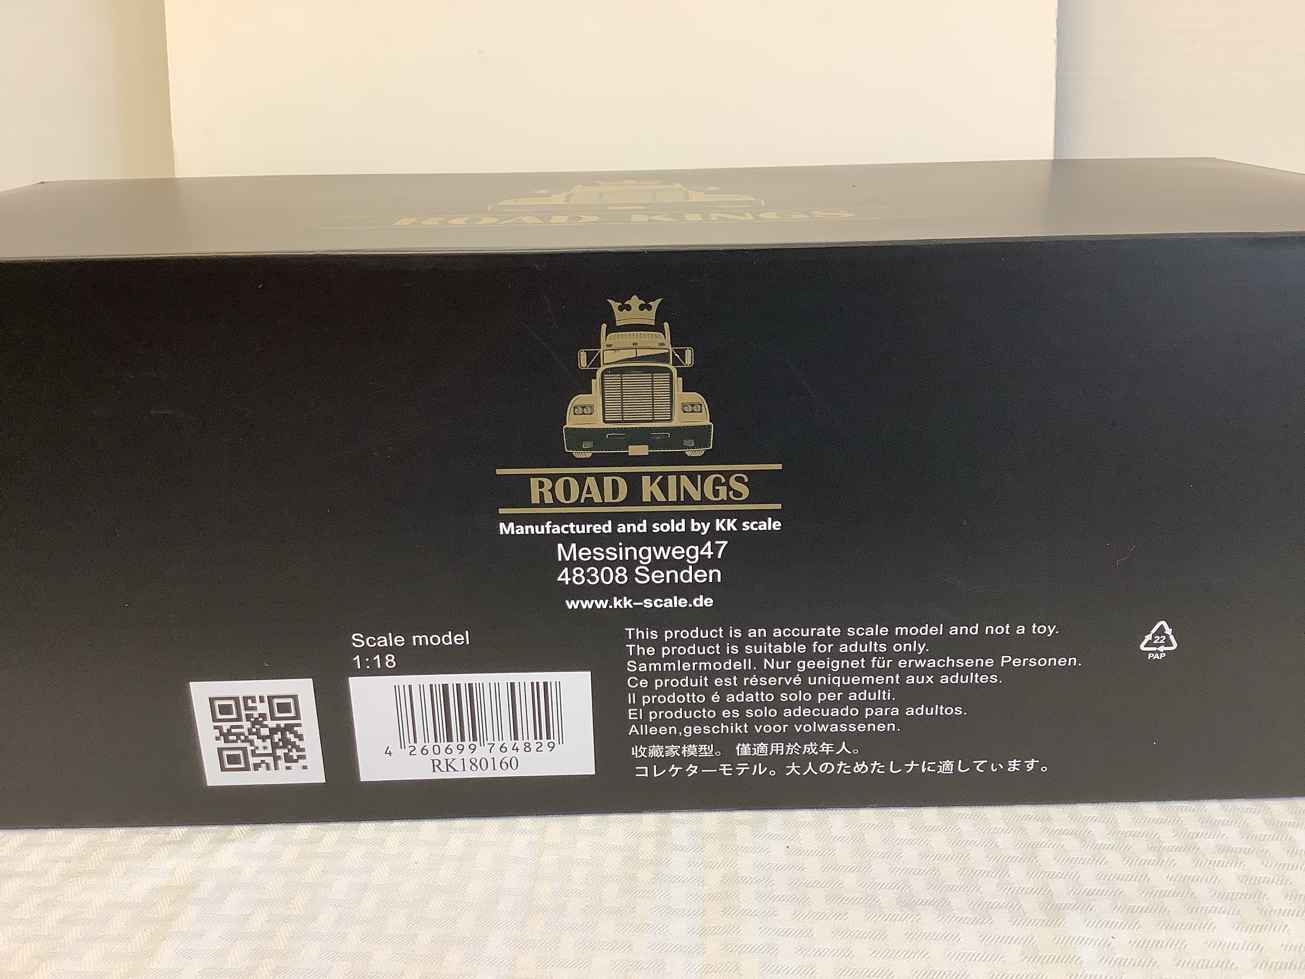 ROAD KINGS
ROAD KINGS
Manufactured and sold by KK scale
Messingweg47
48308 Senden
www.kk–scale.de
Scale model
1:18
4 260699 764829
RK180160
This product is an accurate scale model and not a toy.
The product is suitable for adults only.
Sammlermodell. Nur geeignet für erwachsene Personen.
Ce produit est réservé uniquement aux adultes.
Il prodotto é adatto solo per adulti.
El producto es solo adecuado para adultos.
Alleen,geschikt voor volwassenen.
收藏家模型。 僅適用於成年人。
コレケターモテル。大人のためたしナに適してぃます。
22
PAP